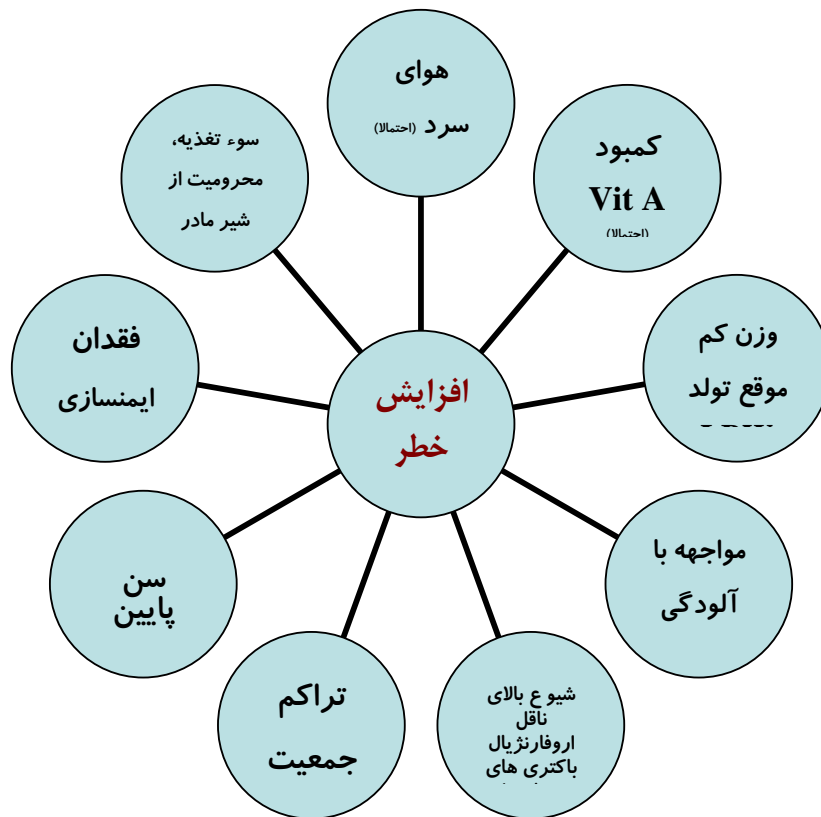 هوای
سرد (احتمالا)
کمبود
Vit A
(احتمالا)
وزن کم
موقع تولد
مواجهه با
آلودگی
شیو ع بالای
ناقل
اروفارنژیال
باکتری های
تراکم
جمعیت
سن
پایین
فقدان
ایمنسازی
سوء تغذیه،
محرومیت از
شیر مادر
افزایش
خطر